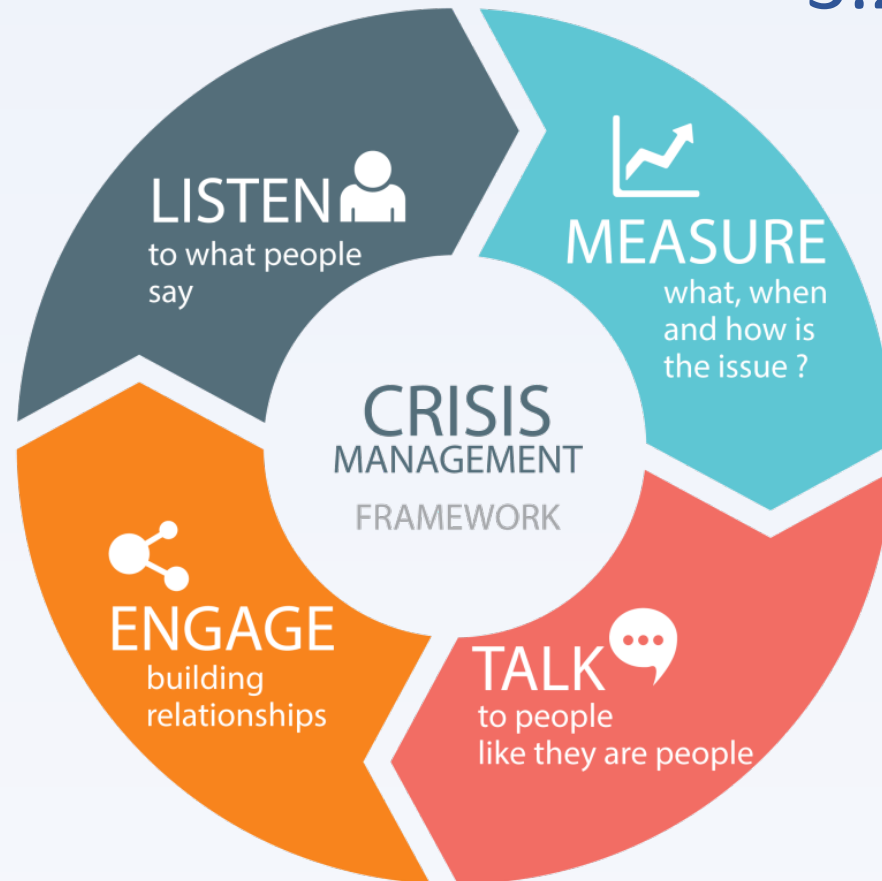 LISTEN
to what people
say
MEASURE
what, when
and how is
the issue ?
CRISIS
MANAGEMENT
FRAMEWORK
ENGAGE
building
relationships
TALK
to people
like they are people